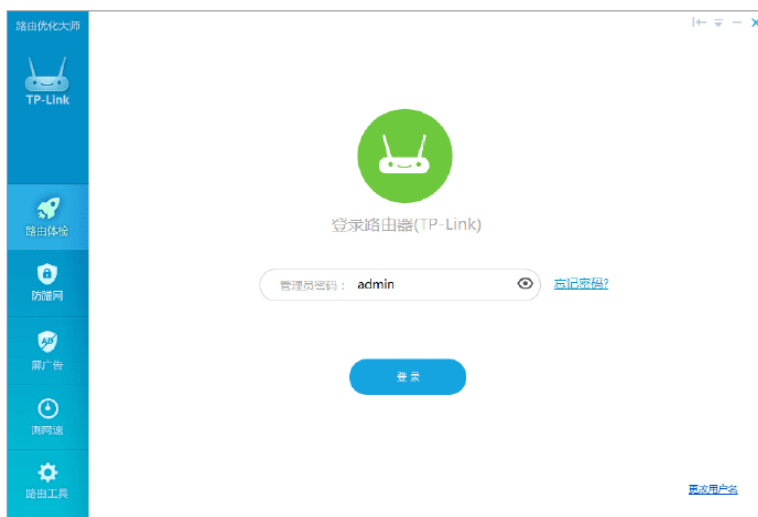 路由优化大师
TP-Link
路由体检
防蹭网
AD
屏广告
测网速
路由工具
登录路由器(TP-Link)
管理员密码： admin
忘记密码?
登录
更改用户名